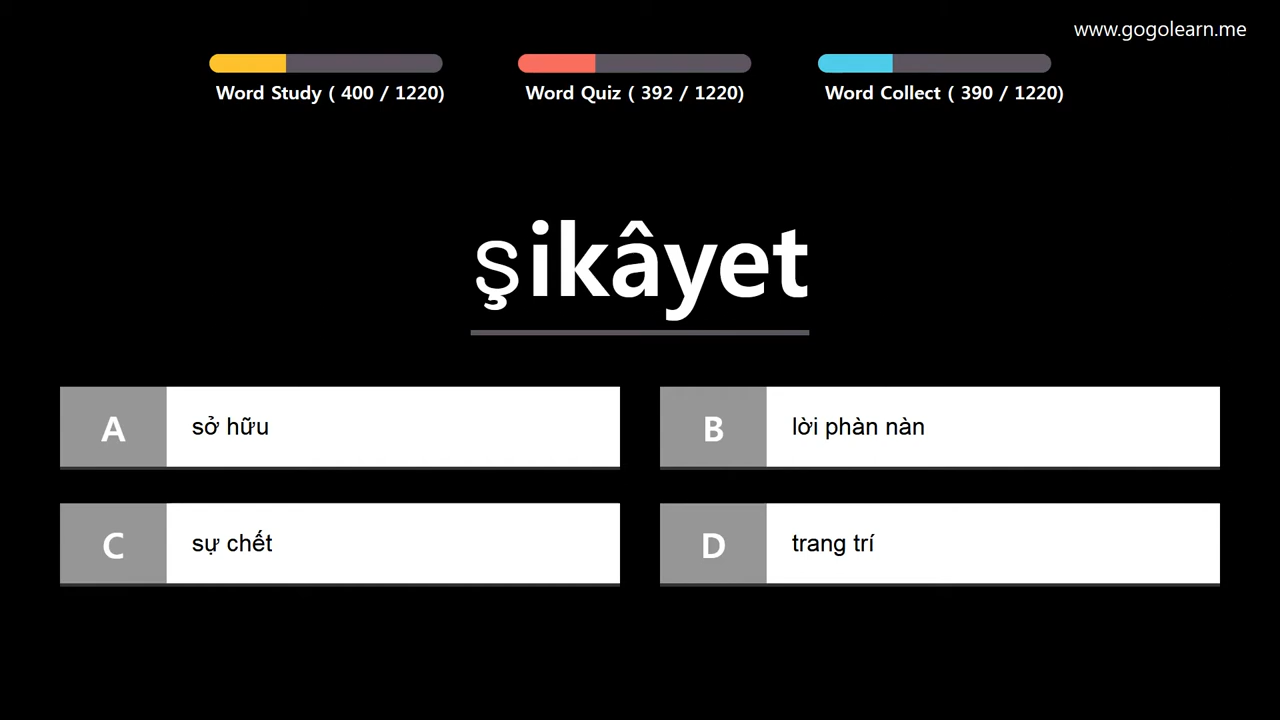 www.gogolearn.me
Word Study ( 400 / 1220)
Word Quiz ( 392 / 1220)
Word Collect ( 390 / 1220)
şikâyet
A sở hữu
B lời phàn nàn
C sự chết
D trang trí